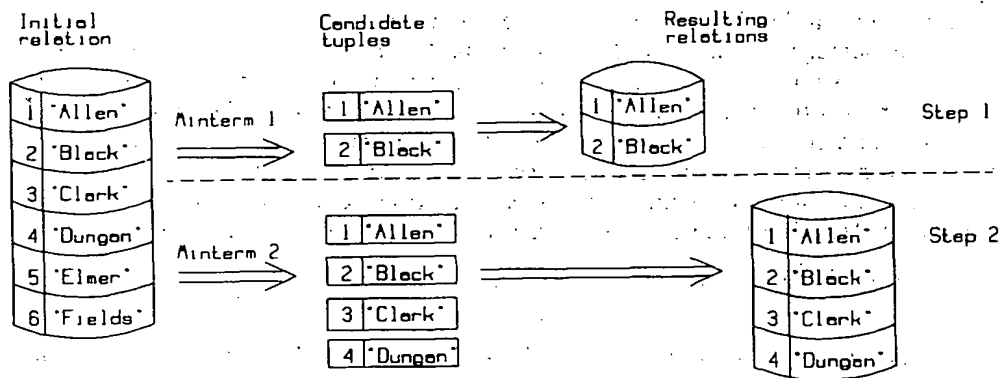 Initial relation
Candidate tuples
Resulting relations
1 "Allen"
2 "Black"
3 "Clark"
4 "Dungan"
5 "Elmer"
6 "Fields"
Minterm 1
1 "Allen"
2 "Black"
1 "Allen"
2 "Black"
Step 1
Minterm 2
1 "Allen"
2 "Black"
3 "Clark"
4 "Dungan"
1 "Allen"
2 "Black"
3 "Clark"
4 "Dungan"
Step 2